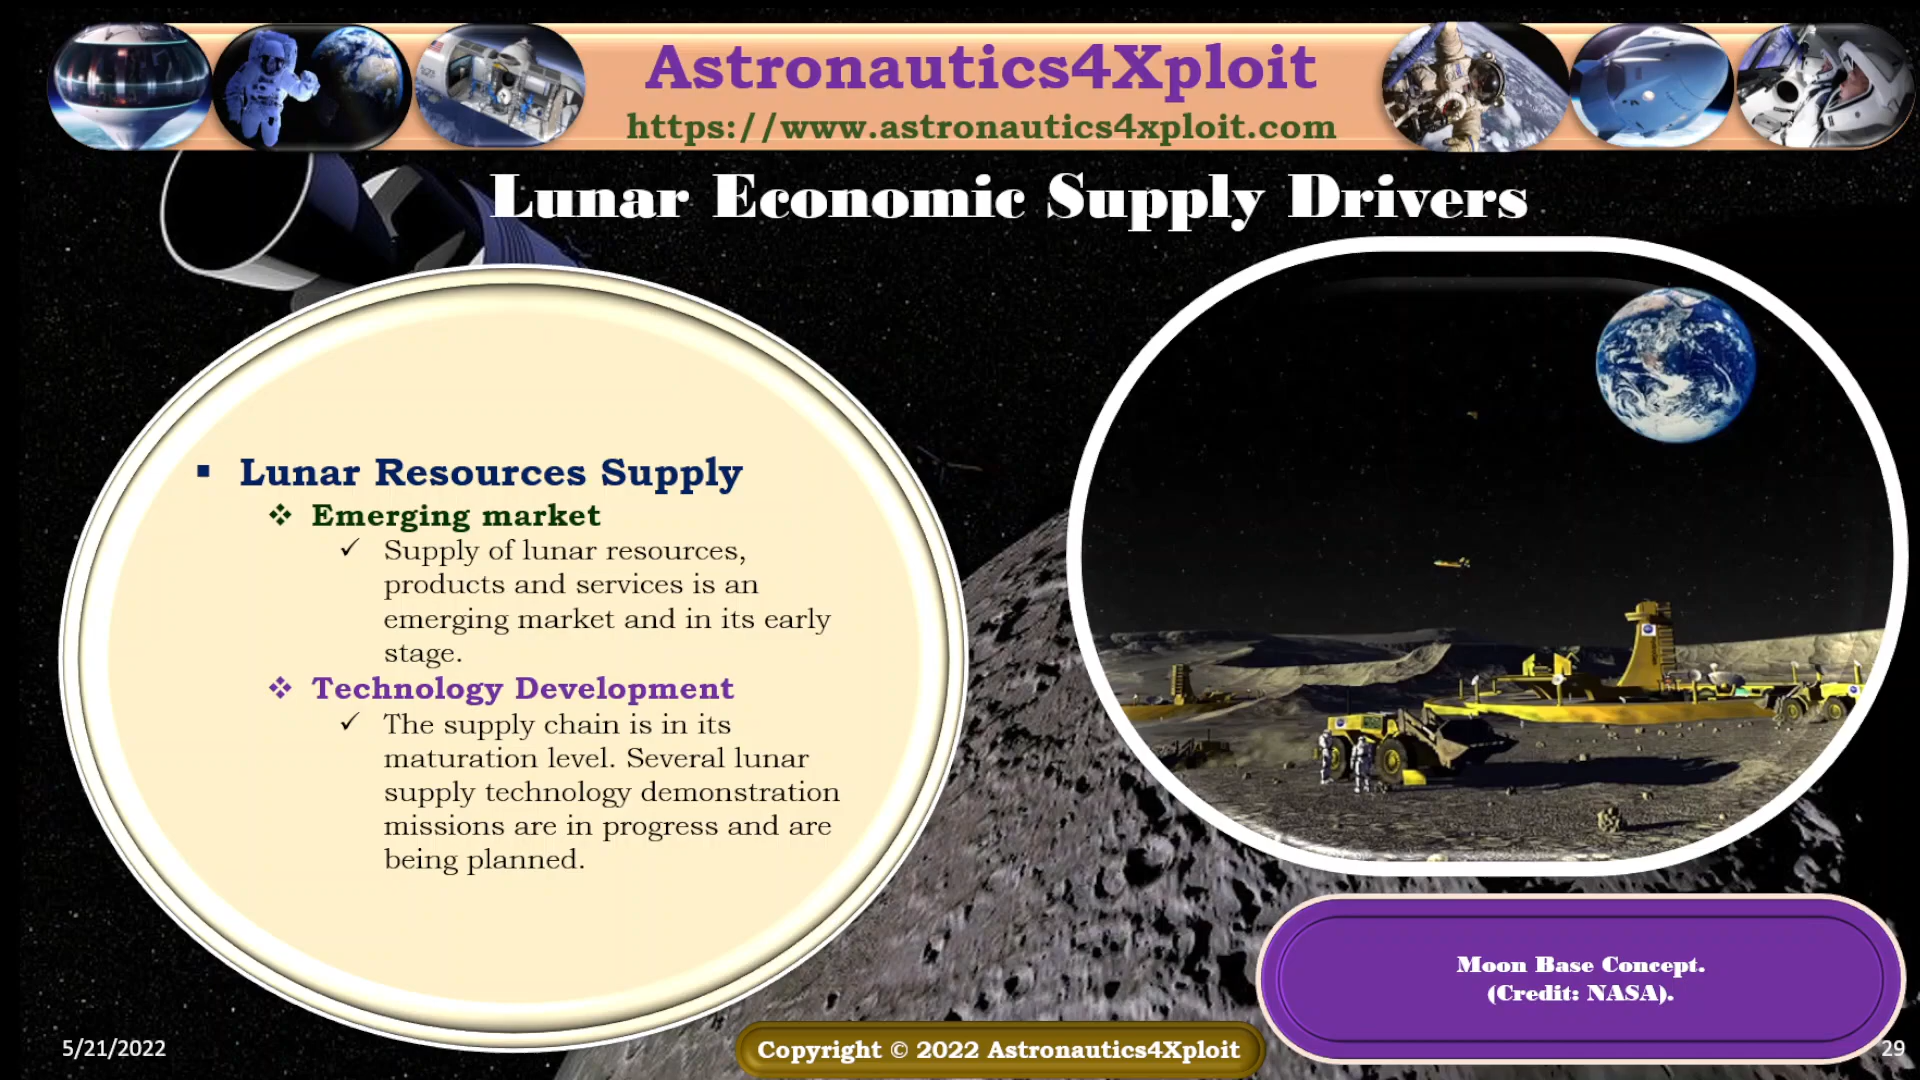 Astronautics4Xploit
https://www.astronautics4xploit.com
Lunar Economic Supply Drivers
▪ Lunar Resources Supply
❖ Emerging market
✓ Supply of lunar resources,
products and services is an
emerging market and in its early
stage.
❖ Technology Development
✓ The supply chain is in its
maturation level. Several lunar
supply technology demonstration
missions are in progress and are
being planned.
Moon Base Concept.
(Credit: NASA).
5/21/2022
Copyright © 2022 Astronautics4Xploit
29